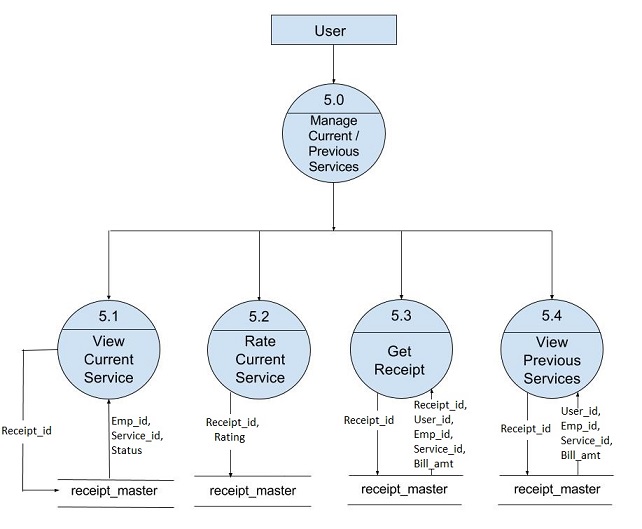 User
5.0
Manage
Current /
Previous
Services
5.1
View
Current
Service
5.2
Rate
Current
Service
5.3
Get
Receipt
5.4
View
Previous
Services
Receipt_id
Emp_id,
Service_id,
Status
Receipt_id,
Rating
Receipt_id
Receipt_id,
User_id,
Emp_id,
Service_id,
Bill_amt
Receipt_id
User_id,
Emp_id,
Service_id,
Bill_amt
receipt_master
receipt_master
receipt_master
receipt_master